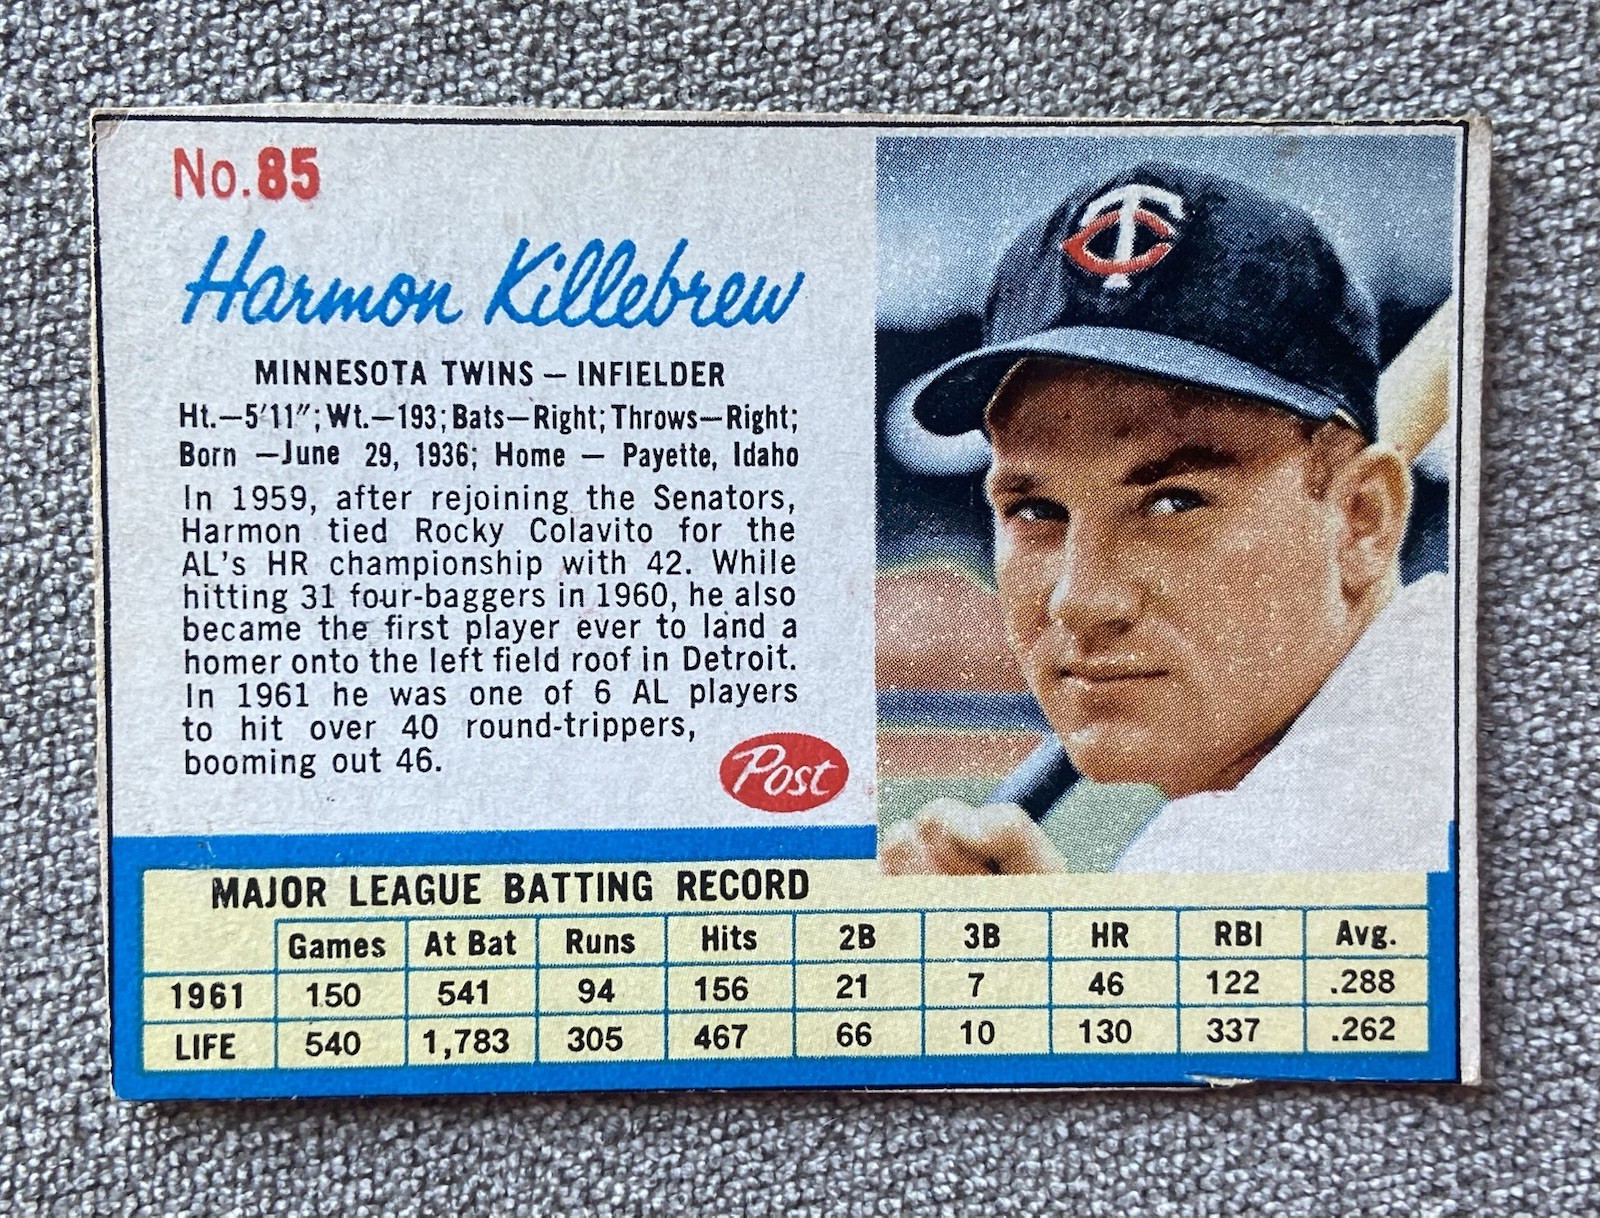 No.85
Harmon Killebrew
MINNESOTA TWINS – INFIELDER
Ht.–5'11"; Wt.–193; Bats–Right; Throws–Right;
Born –June 29, 1936; Home – Payette, Idaho
In 1959, after rejoining the Senators,
Harmon tied Rocky Colavito for the
AL's HR championship with 42. While
hitting 31 four-baggers in 1960, he also
became the first player ever to land a
homer onto the left field roof in Detroit.
In 1961 he was one of 6 AL players
to hit over 40 round-trippers,
booming out 46.
Post
TC
MAJOR LEAGUE BATTING RECORD
Games At Bat Runs Hits 2B 3B HR RBI Avg.
1961 150 541 94 156 21 7 46 122 .288
LIFE 540 1,783 305 467 66 10 130 337 .262